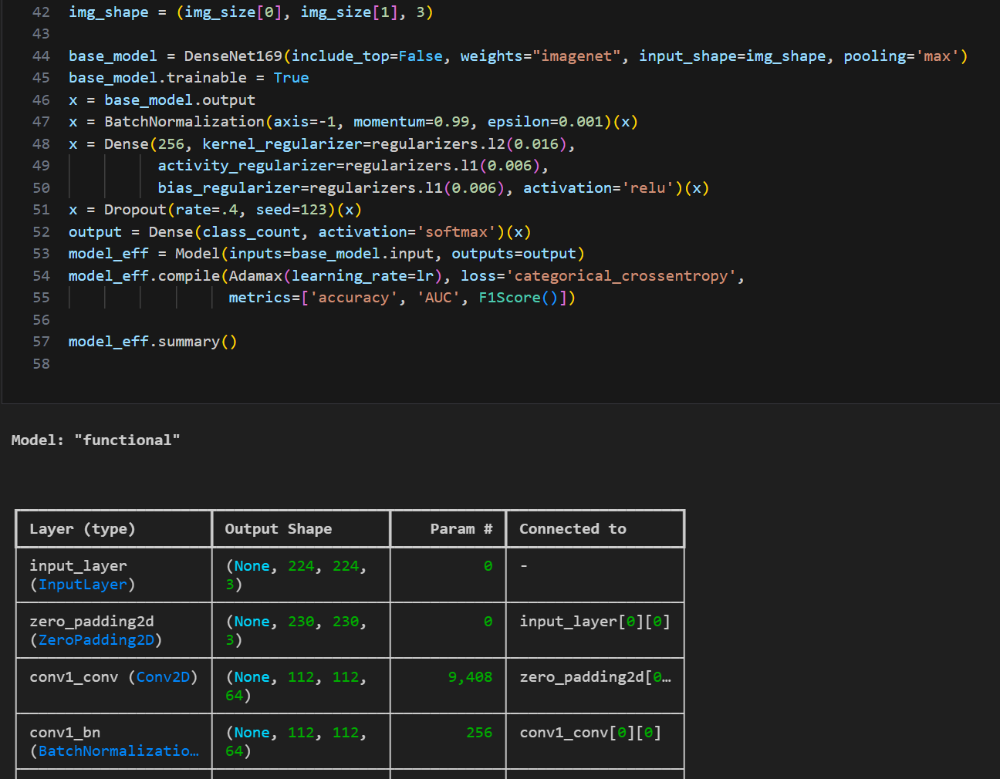 42 img_shape = (img_size[0], img_size[1], 3)
43
44 base_model = DenseNet169(include_top=False, weights="imagenet", input_shape=img_shape, pooling='max')
45 base_model.trainable = True
46 x = base_model.output
47 x = BatchNormalization(axis=-1, momentum=0.99, epsilon=0.001)(x)
48 x = Dense(256, kernel_regularizer=regularizers.l2(0.016),
49 activity_regularizer=regularizers.l1(0.006),
50 bias_regularizer=regularizers.l1(0.006), activation='relu')(x)
51 x = Dropout(rate=.4, seed=123)(x)
52 output = Dense(class_count, activation='softmax')(x)
53 model_eff = Model(inputs=base_model.input, outputs=output)
54 model_eff.compile(Adamax(learning_rate=lr), loss='categorical_crossentropy',
55 metrics=['accuracy', 'AUC', F1Score()])
56
57 model_eff.summary()
58
Model: "functional"
Layer (type) Output Shape Param # Connected to
input_layer (None, 224, 224, 0 -
(InputLayer) 3)
zero_padding2d (None, 230, 230, 0 input_layer[0][0]
(ZeroPadding2D) 3)
conv1_conv (Conv2D) (None, 112, 112, 9,408 zero_padding2d[0…
64)
conv1_bn (None, 112, 112, 256 conv1_conv[0][0]
(BatchNormalizatio… 64)